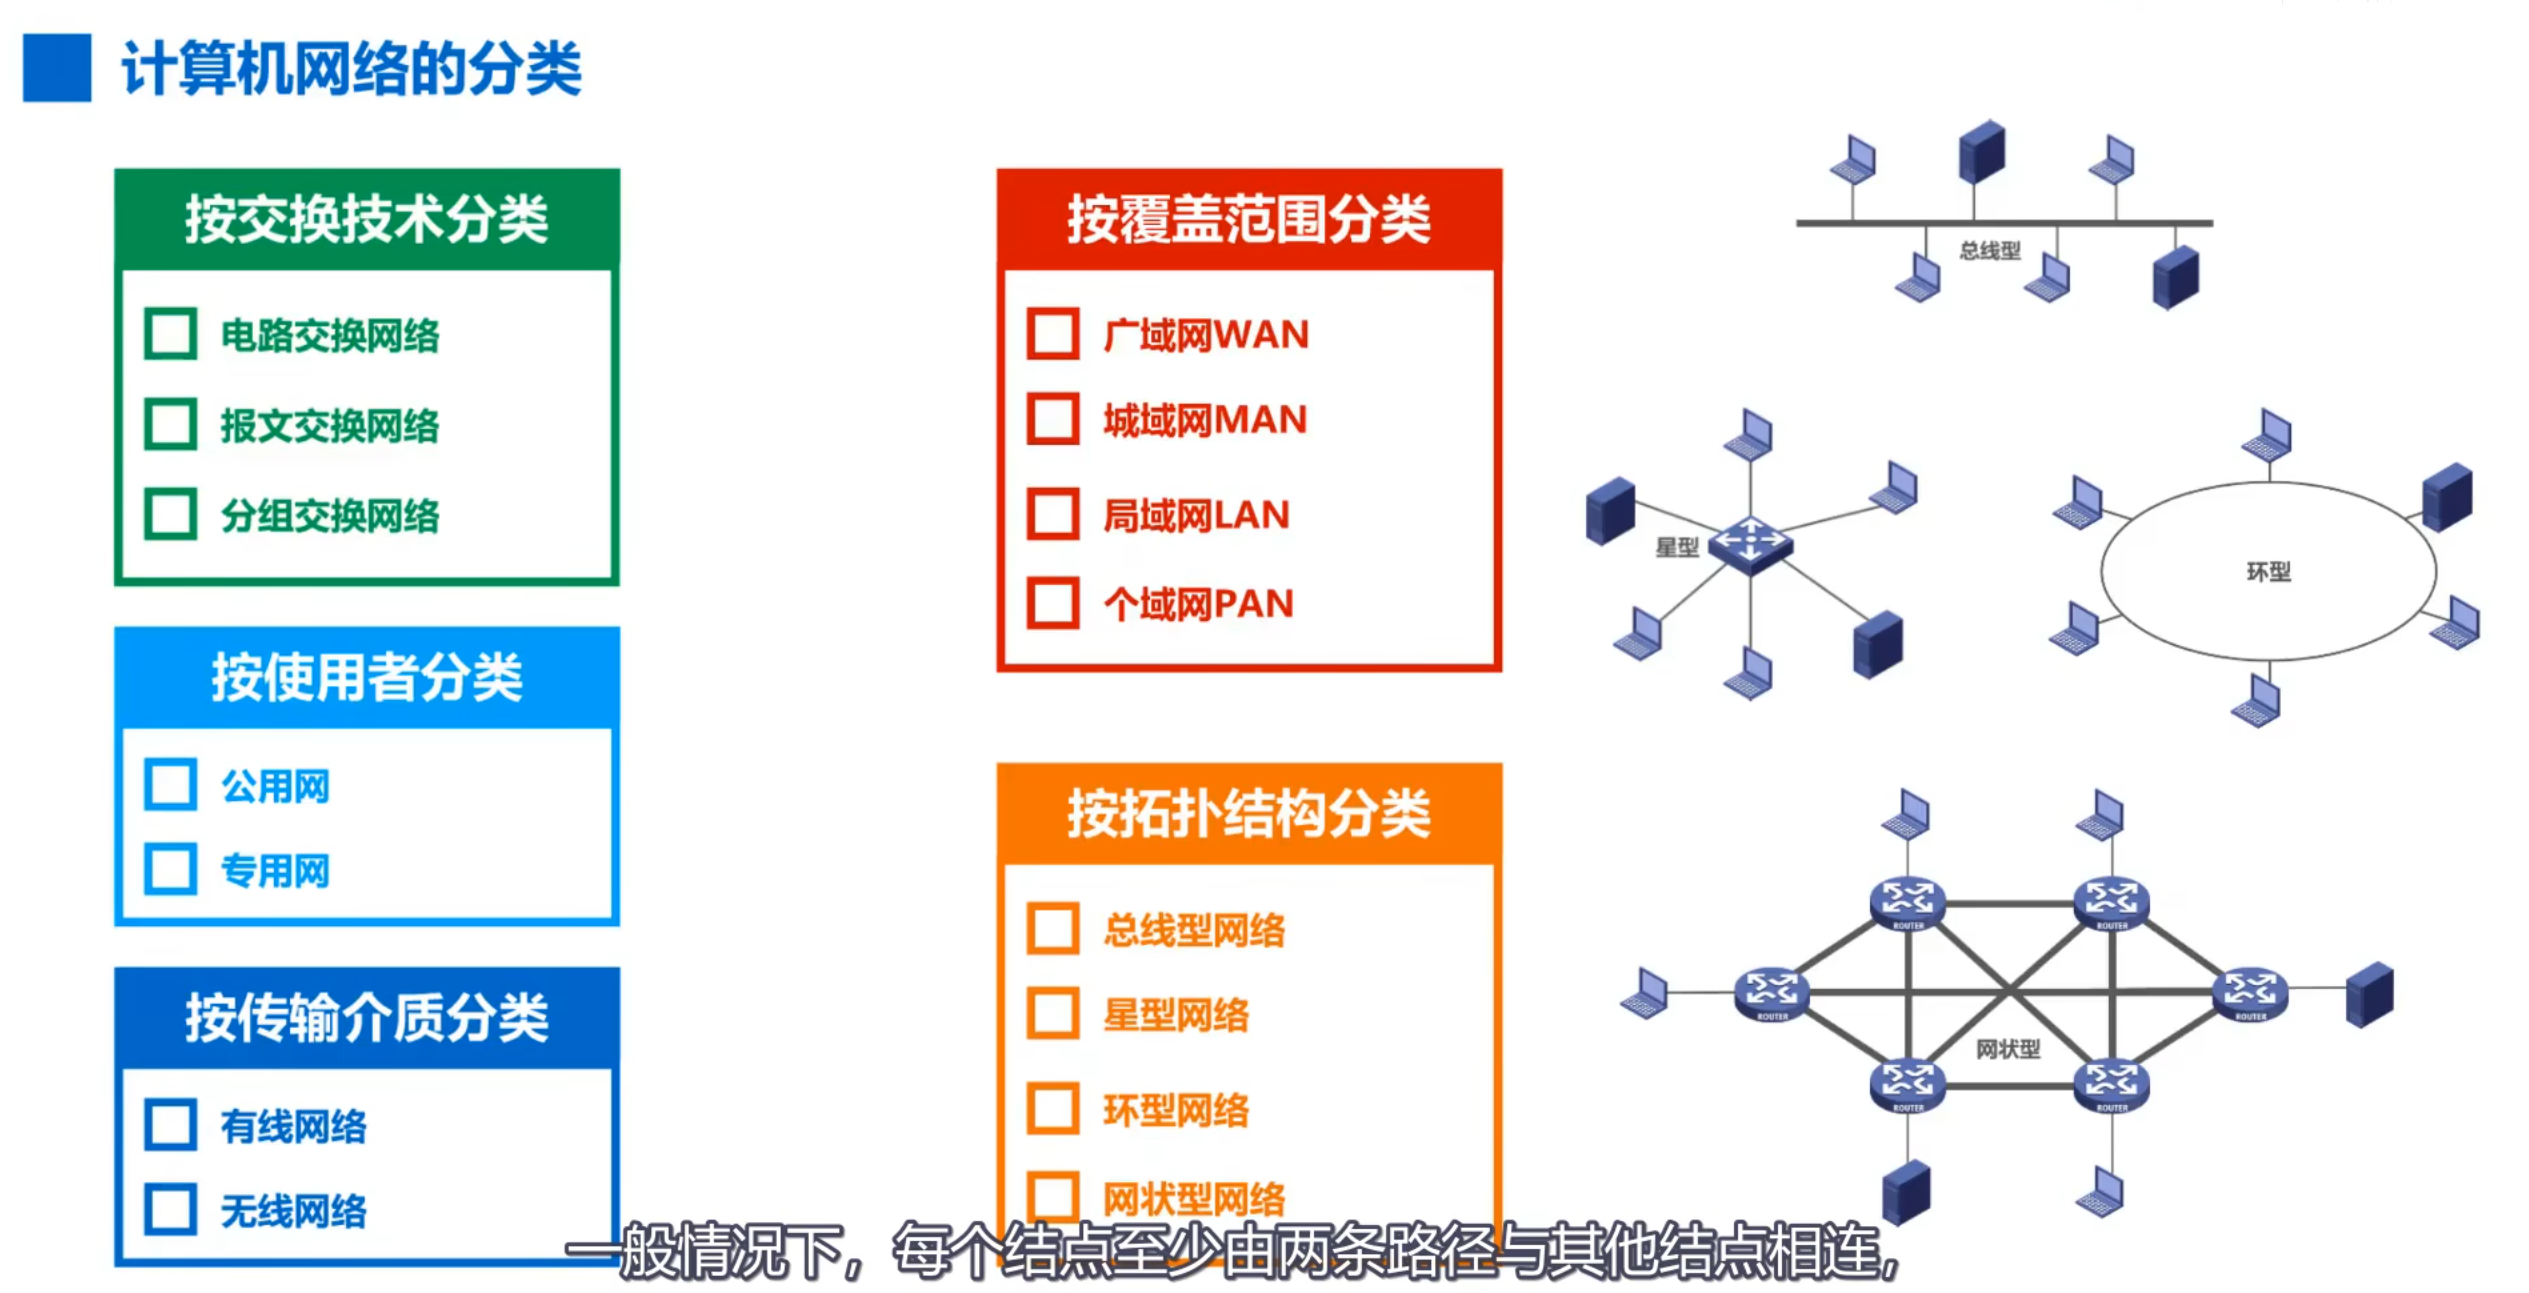 计算机网络的分类
按交换技术分类
电路交换网络
报文交换网络
分组交换网络
按使用者分类
公用网
专用网
按传输介质分类
有线网络
无线网络
按覆盖范围分类
广域网WAN
城域网MAN
局域网LAN
个域网PAN
按拓扑结构分类
总线型网络
星型网络
环型网络
网状型网络
总线型
星型
环型
ROUTER
ROUTER
ROUTER
ROUTER
网状型
ROUTER
ROUTER
一般情况下，每个结点至少由两条路径与其他结点相连，